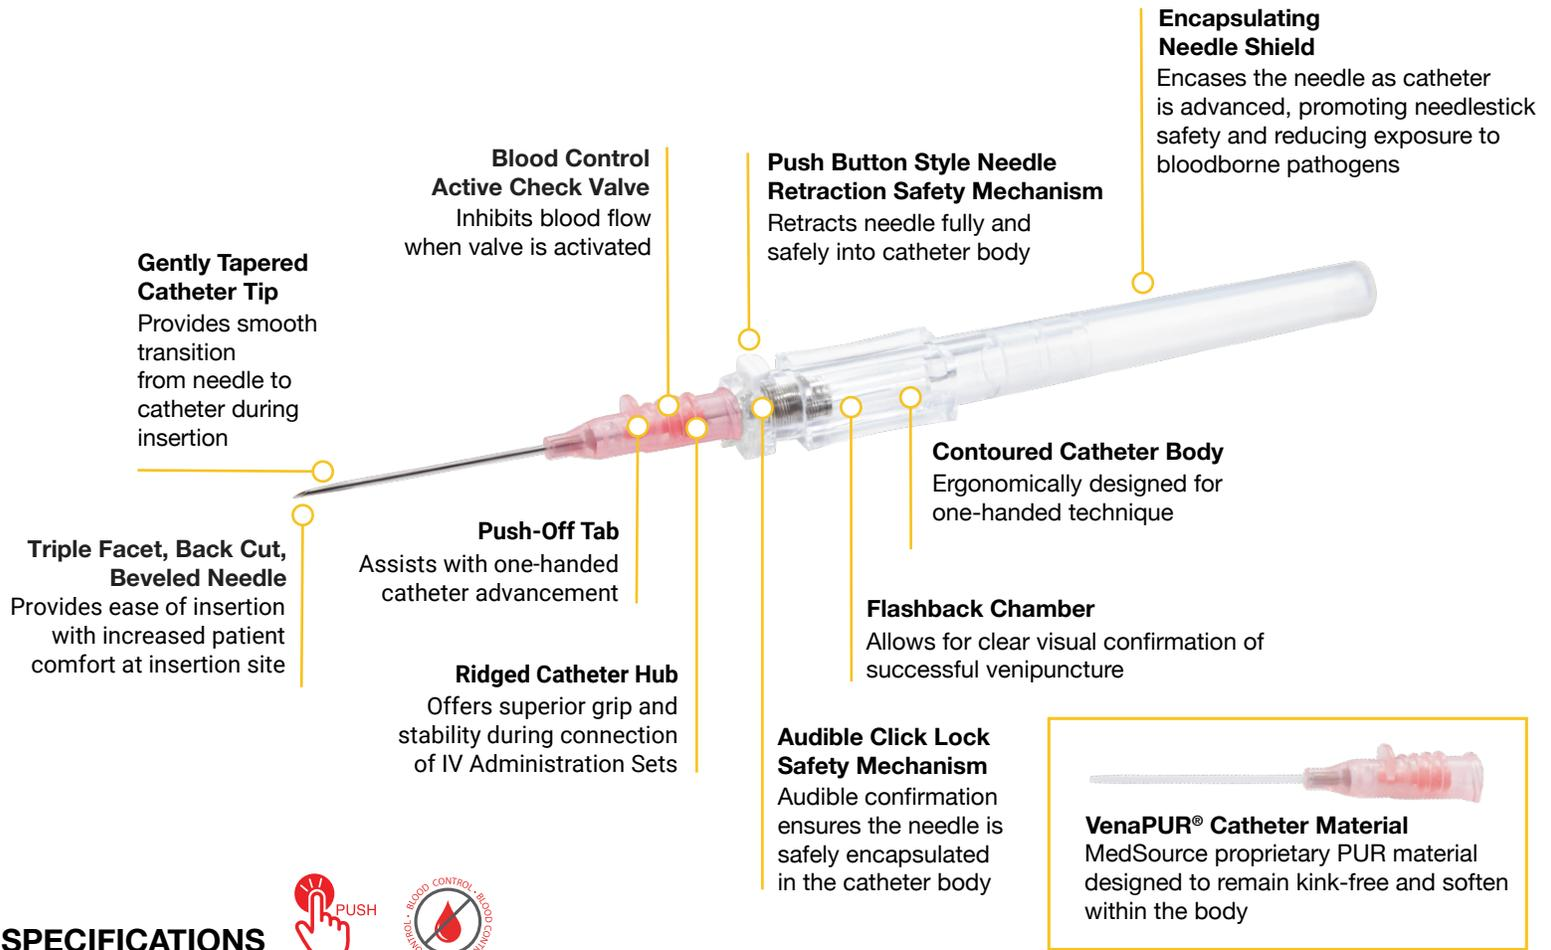 Encapsulating
Needle Shield
Encases the needle as catheter
is advanced, promoting needlestick
safety and reducing exposure to
bloodborne pathogens
Blood Control
Active Check Valve
Inhibits blood flow
when valve is activated
Push Button Style Needle
Retraction Safety Mechanism
Retracts needle fully and
safely into catheter body
Gently Tapered
Catheter Tip
Provides smooth
transition
from needle to
catheter during
insertion
Contoured Catheter Body
Ergonomically designed for
one-handed technique
Push-Off Tab
Assists with one-handed
catheter advancement
Triple Facet, Back Cut,
Beveled Needle
Provides ease of insertion
with increased patient
comfort at insertion site
Flashback Chamber
Allows for clear visual confirmation of
successful venipuncture
Ridged Catheter Hub
Offers superior grip and
stability during connection
of IV Administration Sets
Audible Click Lock
Safety Mechanism
Audible confirmation
ensures the needle is
safely encapsulated
in the catheter body
VenaPUR® Catheter Material
MedSource proprietary PUR material
designed to remain kink-free and soften
within the body
SPECIFICATIONS
PUSH
BLOOD CONTROL • BLOOD